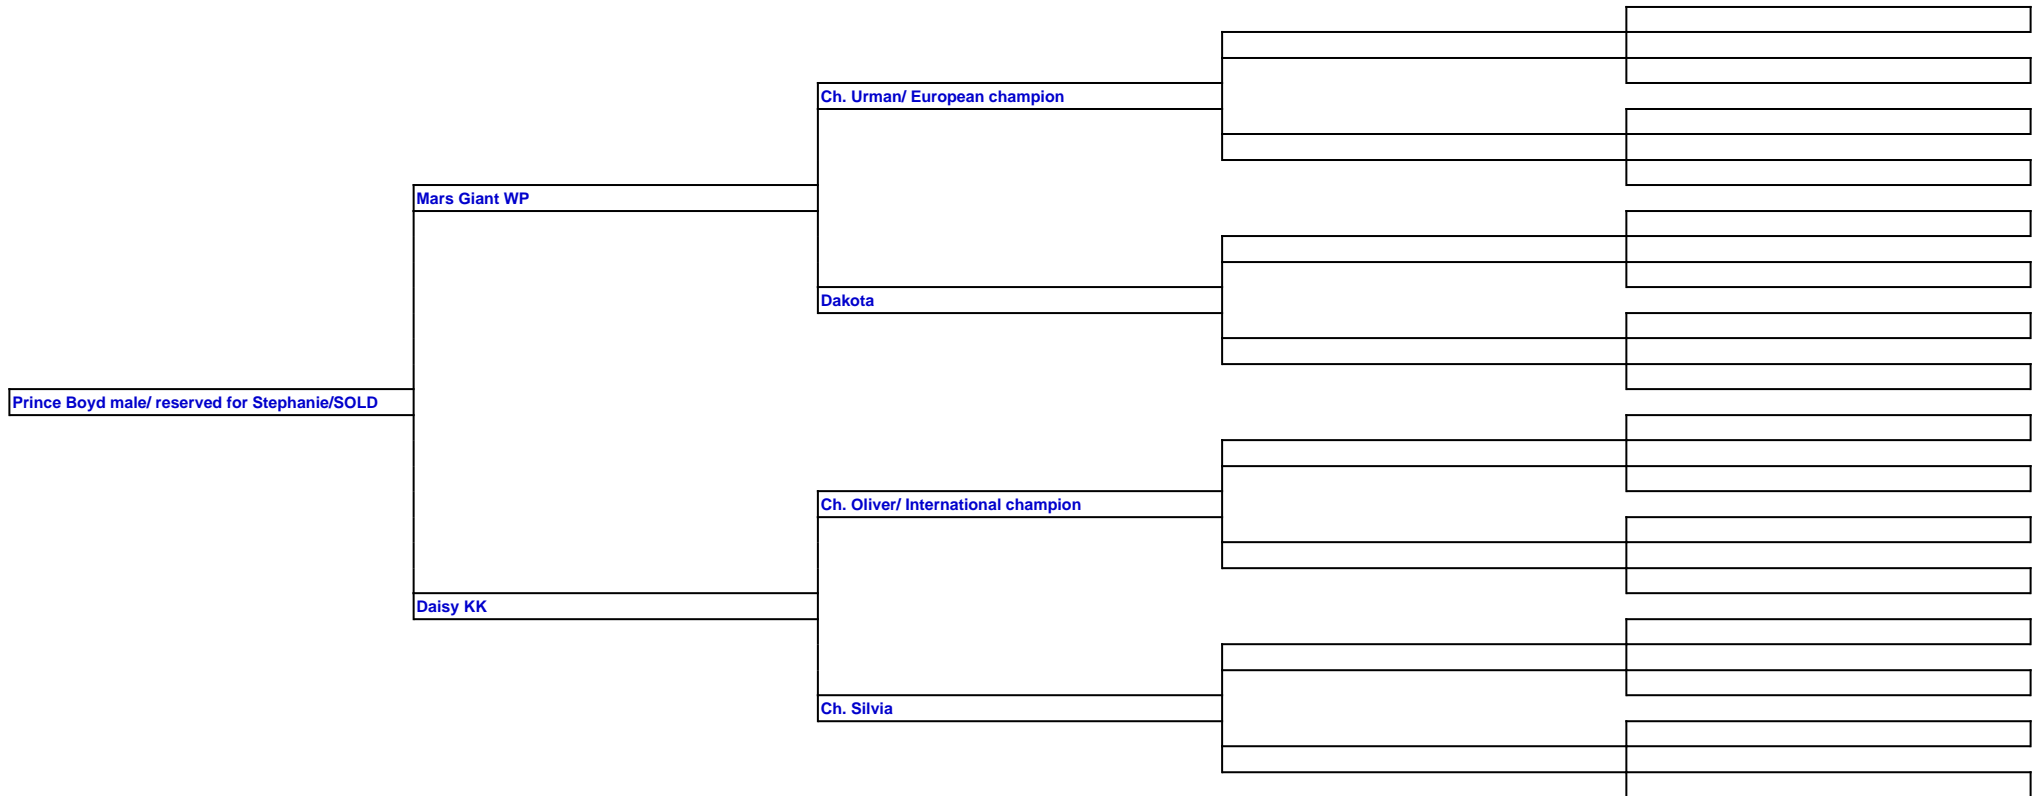 Ch. Urman/ European champion
Mars Giant WP
Dakota
Prince Boyd male/ reserved for Stephanie/SOLD
Ch. Oliver/ International champion
Daisy KK
Ch. Silvia